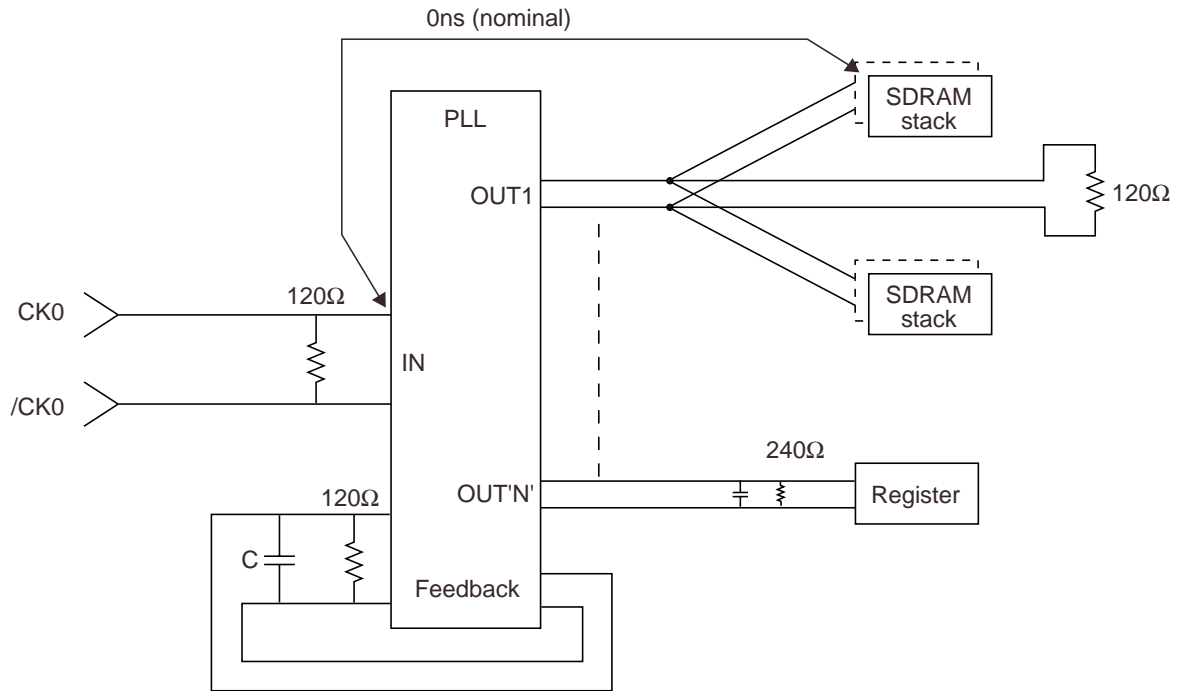 0ns (nominal)
PLL
SDRAM
stack
OUT1
120Ω
SDRAM
stack
120Ω
CK0
IN
/CK0
240Ω
OUT'N'
Register
120Ω
C
Feedback